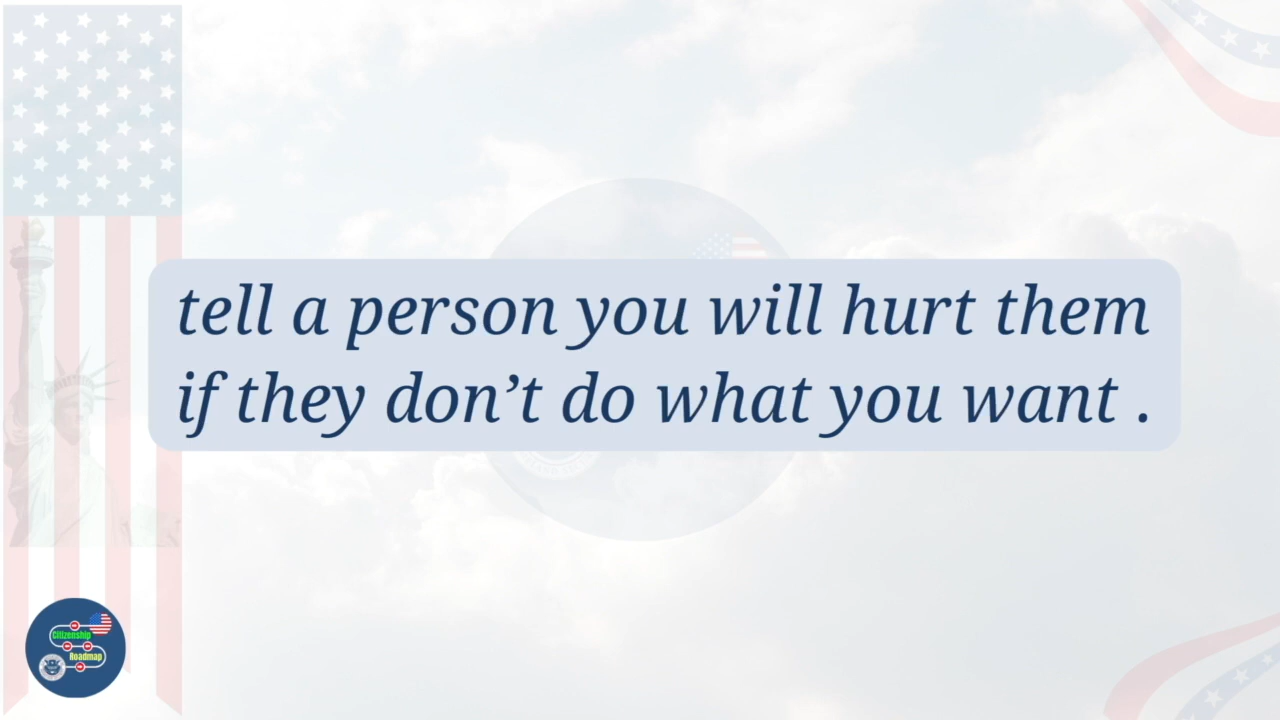 tell a person you will hurt them
if they don’t do what you want .
Citizenship
Roadmap